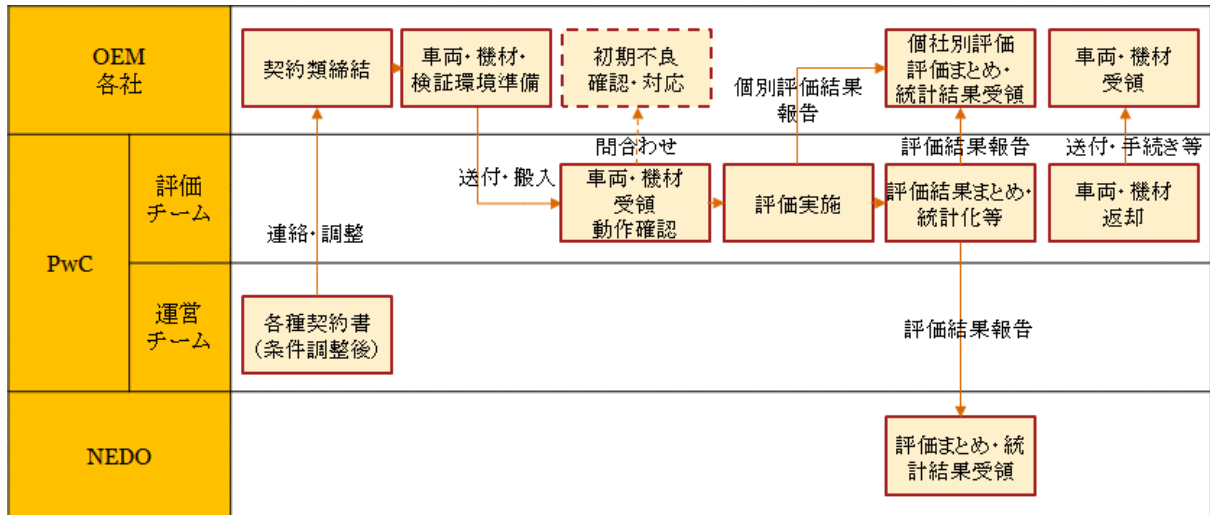 OEM
各社
契約類締結
車両・機材・
検証環境準備
初期不良
確認・対応
個別評価結果
報告
個社別評価
評価まとめ・
統計結果受領
車両・機材
受領
PwC
評価
チーム
連絡・調整
送付・搬入
問合わせ
車両・機材
受領
動作確認
評価実施
評価結果報告
評価結果まとめ・
統計化等
送付・手続き等
車両・機材
返却
運営
チーム
各種契約書
(条件調整後)
評価結果報告
NEDO
評価まとめ・統
計結果受領